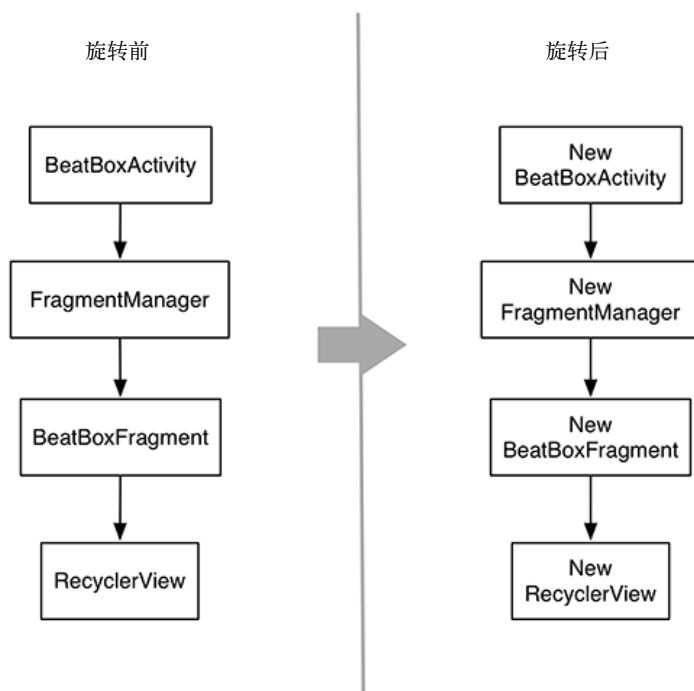 旋转前
旋转后
BeatBoxActivity
FragmentManager
BeatBoxFragment
RecyclerView
New
BeatBoxActivity
New
FragmentManager
New
BeatBoxFragment
New
RecyclerView